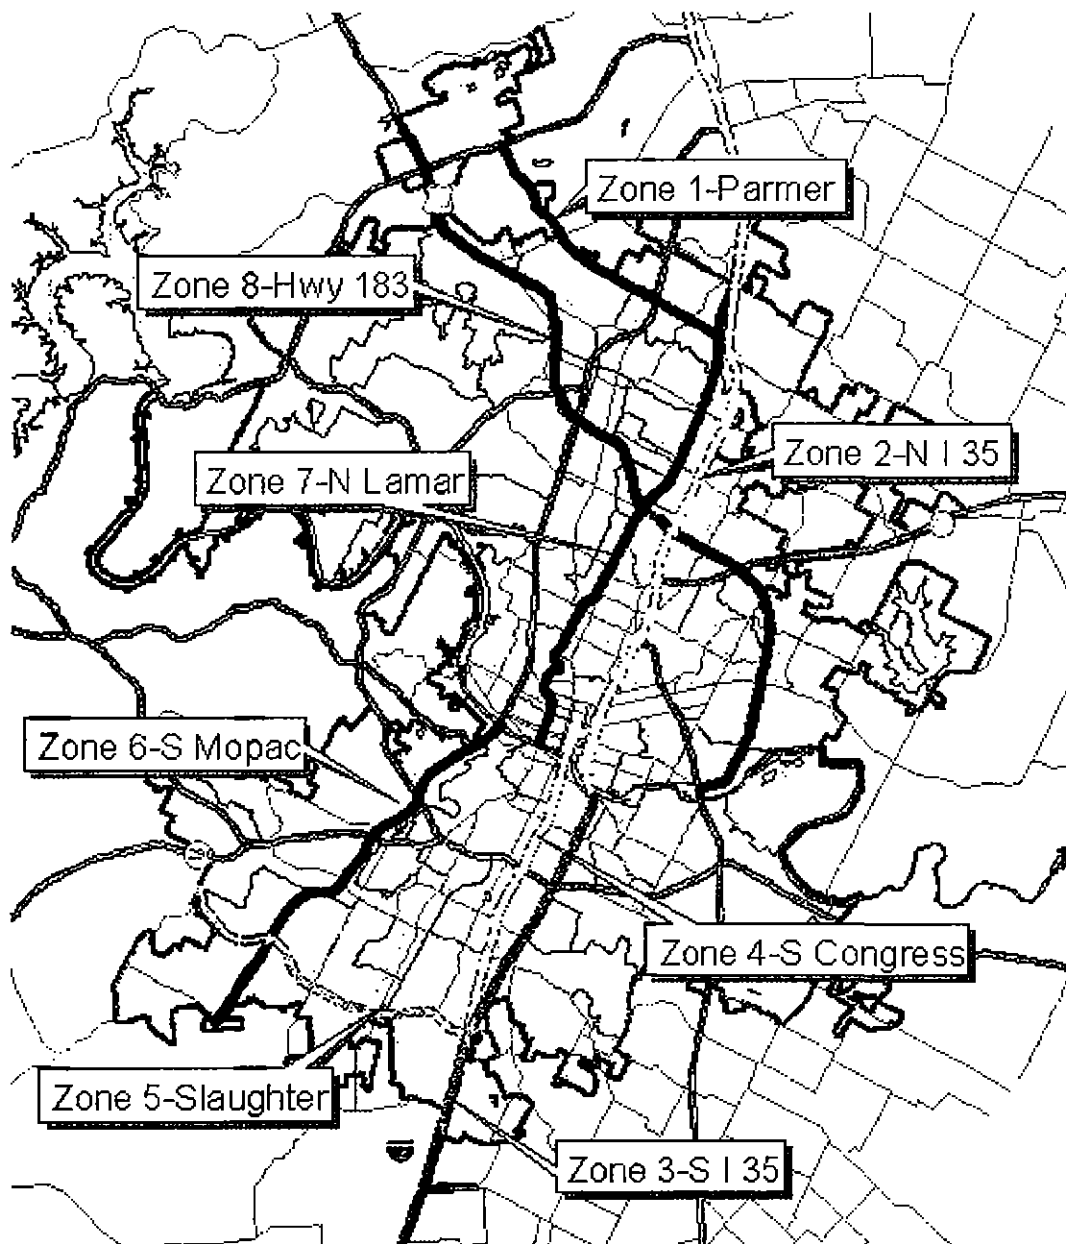 Zone 1-Parmer
Zone 8-Hwy 183
Zone 2-N I 35
Zone 7-N Lamar
Zone 6-S Mopac
Zone 4-S Congress
Zone 5-Slaughter
Zone 3-S I 35